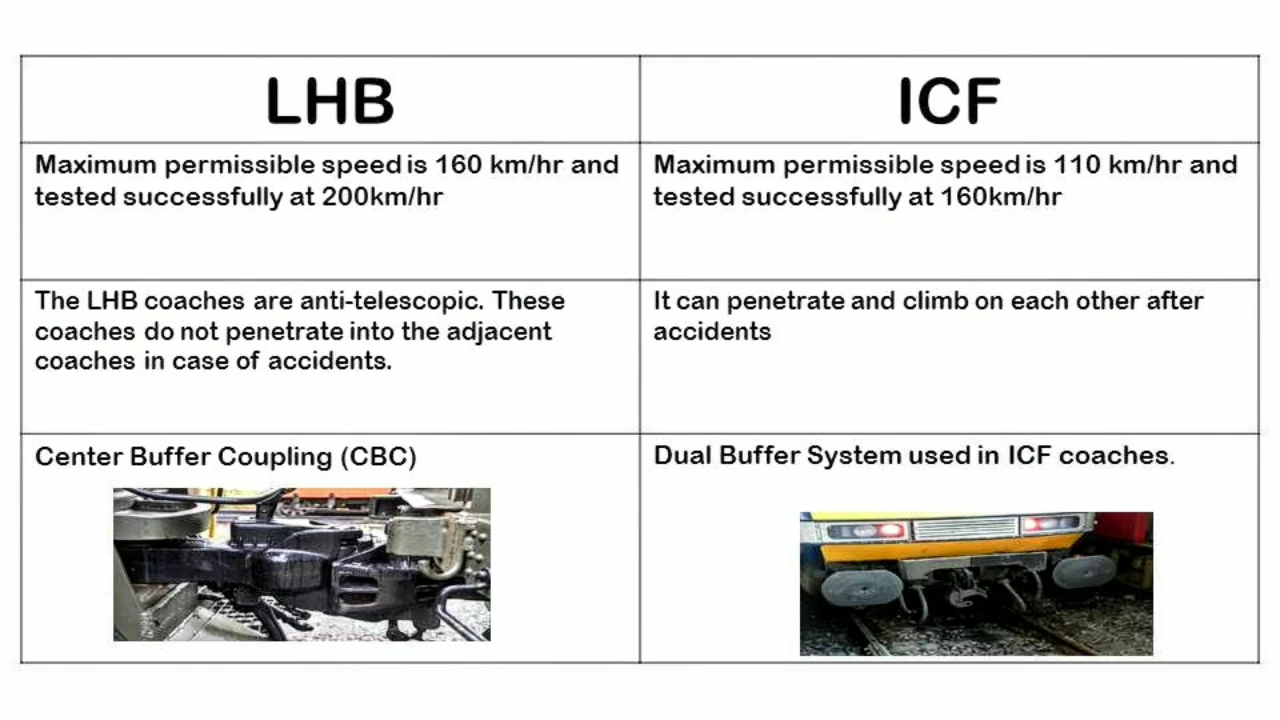 LHB
ICF
Maximum permissible speed is 160 km/hr and
tested successfully at 200km/hr
Maximum permissible speed is 110 km/hr and
tested successfully at 160km/hr
The LHB coaches are anti-telescopic. These
coaches do not penetrate into the adjacent
coaches in case of accidents.
It can penetrate and climb on each other after
accidents
Center Buffer Coupling (CBC)
Dual Buffer System used in ICF coaches.